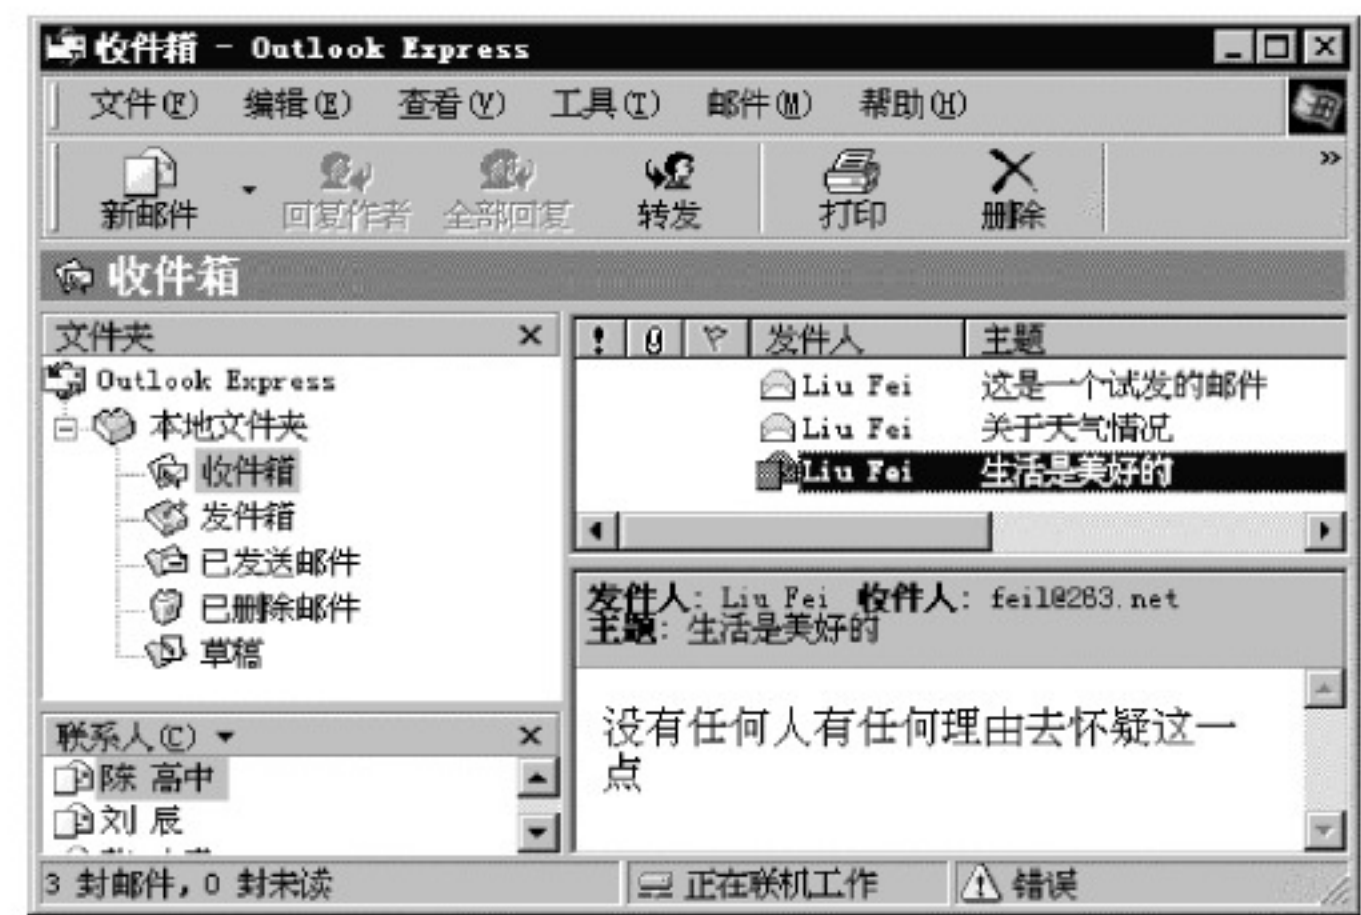 收件箱 - Outlook Express
文件(F) 编辑(E) 查看(V) 工具(T) 邮件(M) 帮助(H)
新邮件 回复作者 全部回复 转发 打印 删除 »
收件箱
文件夹
Outlook Express
本地文件夹
收件箱
发件箱
已发送邮件
已删除邮件
草稿
联系人(C)
陈 高中
刘 辰
! 发件人 主题
Liu Fei 这是一个试发的邮件
Liu Fei 关于天气情况
Liu Fei 生活是美好的
发件人: Liu Fei 收件人: feil@263.net
主题: 生活是美好的
没有任何人有任何理由去怀疑这一
点
3 封邮件,0 封未读 正在联机工作 错误